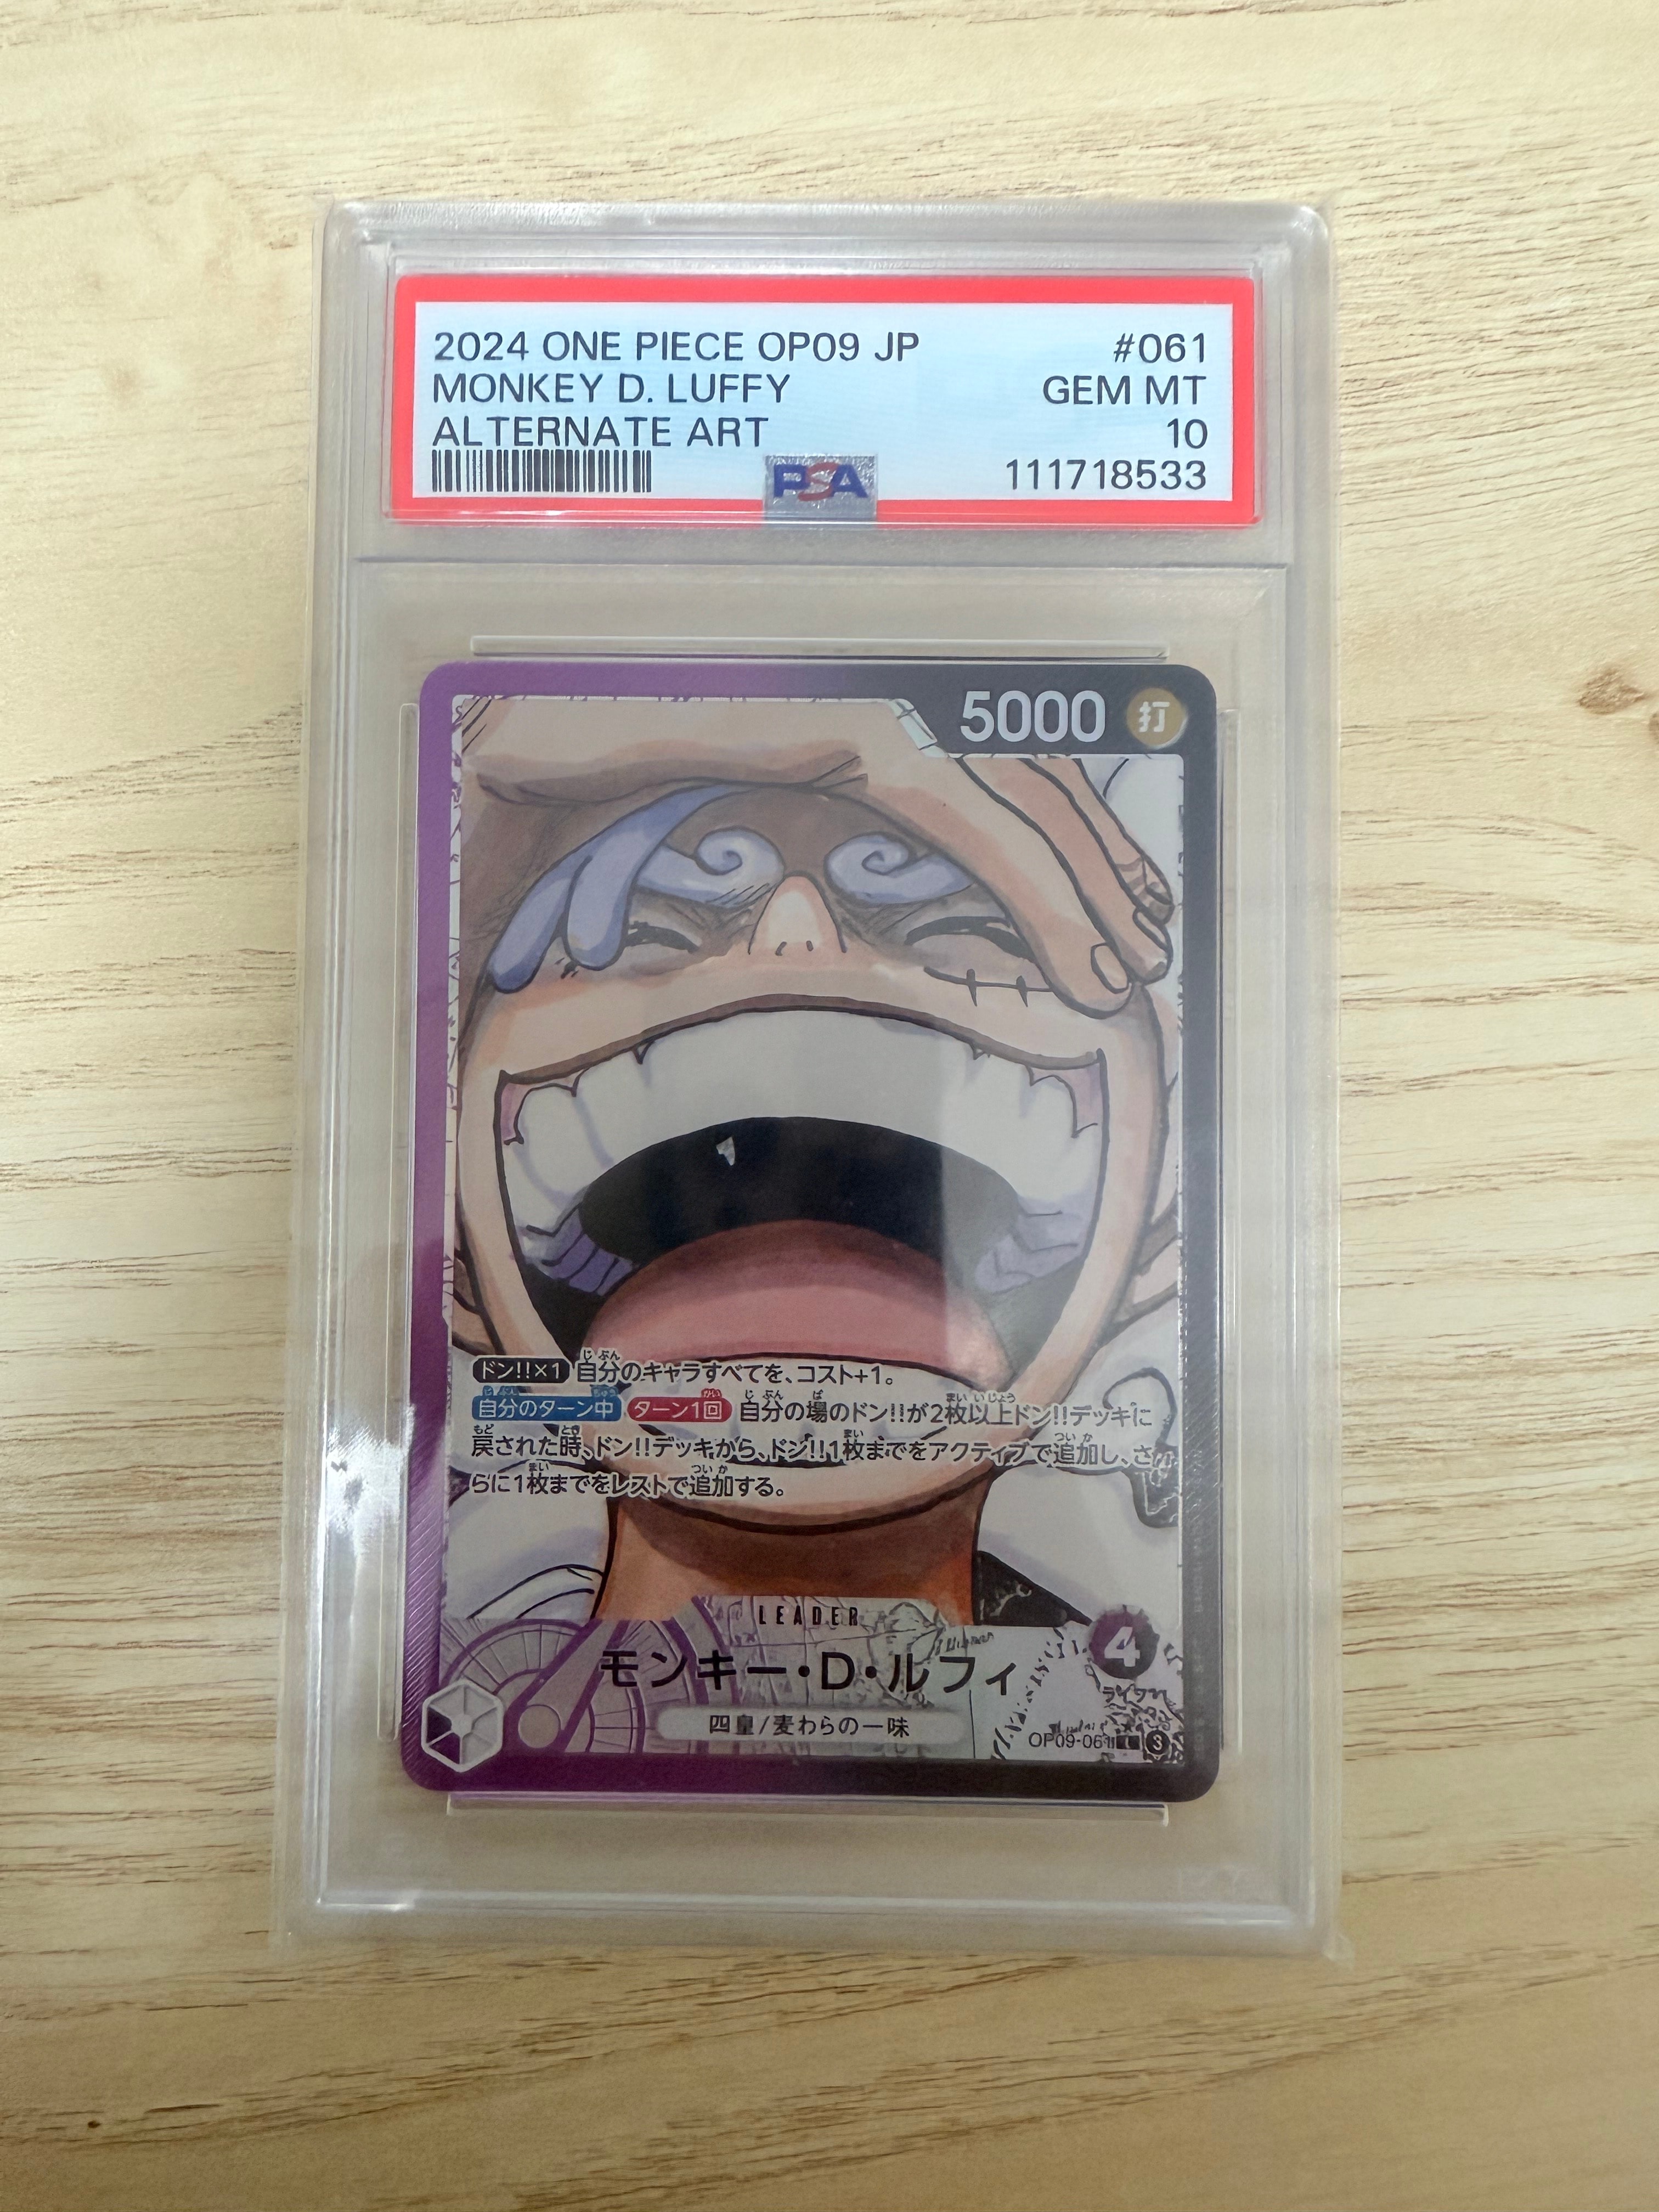 2024 ONE PIECE OP09 JP #061
MONKEY D. LUFFY GEM MT
ALTERNATE ART 10
PSA 111718533
5000 打
ドン!!×1 自分のキャラすべてを、コスト+1。
自分のターン中 ターン1回 自分の場のドン!!が2枚以上ドン!!デッキに
戻された時、ドン!!デッキから、ドン!!1枚までをアクティブで追加し、さ
らに1枚までをレストで追加する。
LEADER
モンキー・D・ルフィ 4
ライフ
四皇/麦わらの一味
OP09-061 L 3